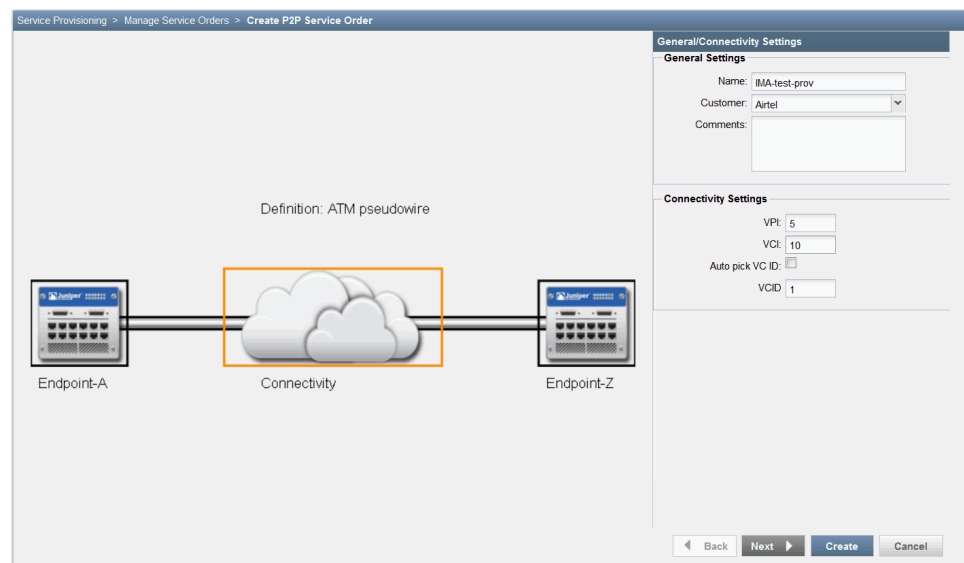 Service Provisioning > Manage Service Orders > Create P2P Service Order
General/Connectivity Settings
General Settings
Name: IMA-test-prov
Customer: Airtel
Comments:
Definition: ATM pseudowire
Connectivity Settings
VPI: 5
VCI: 10
Auto pick VC ID:
VCID 1
Juniper
Juniper
Endpoint-A
Connectivity
Endpoint-Z
Back
Next
Create
Cancel